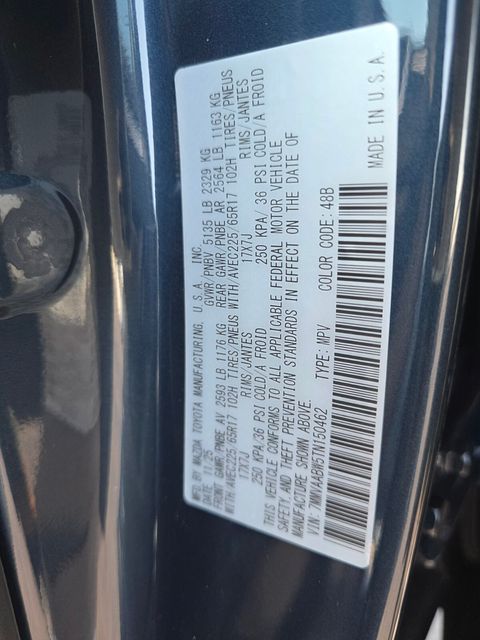 MFD BY MAZDA TOYOTA MANUFACTURING, U.S.A, INC.
DATE: 11/25 GVWR/PNBV 5135 LB 2329 KG
FRONT GAWR/PNBE AV 2593 LB 1176 KG REAR GAWR/PNBE AR 2564 LB 1163 KG
WITH/AVEC225/65R17 102H TIRES/PNEUS WITH/AVEC225/65R17 102H TIRES/PNEUS
17X7J RIMS/JANTES 17X7J RIMS/JANTES
250 KPA/36 PSI COLD/A FROID 250 KPA/ 36 PSI COLD/A FROID
THIS VEHICLE CONFORMS TO ALL APPLICABLE FEDERAL MOTOR VEHICLE
SAFETY AND THEFT PREVENTION STANDARDS IN EFFECT ON THE DATE OF
MANUFACTURE SHOWN ABOVE.
VIN: 7MMVAABW5TN150462 TYPE: MPV COLOR CODE: 48B
MADE IN U.S.A.